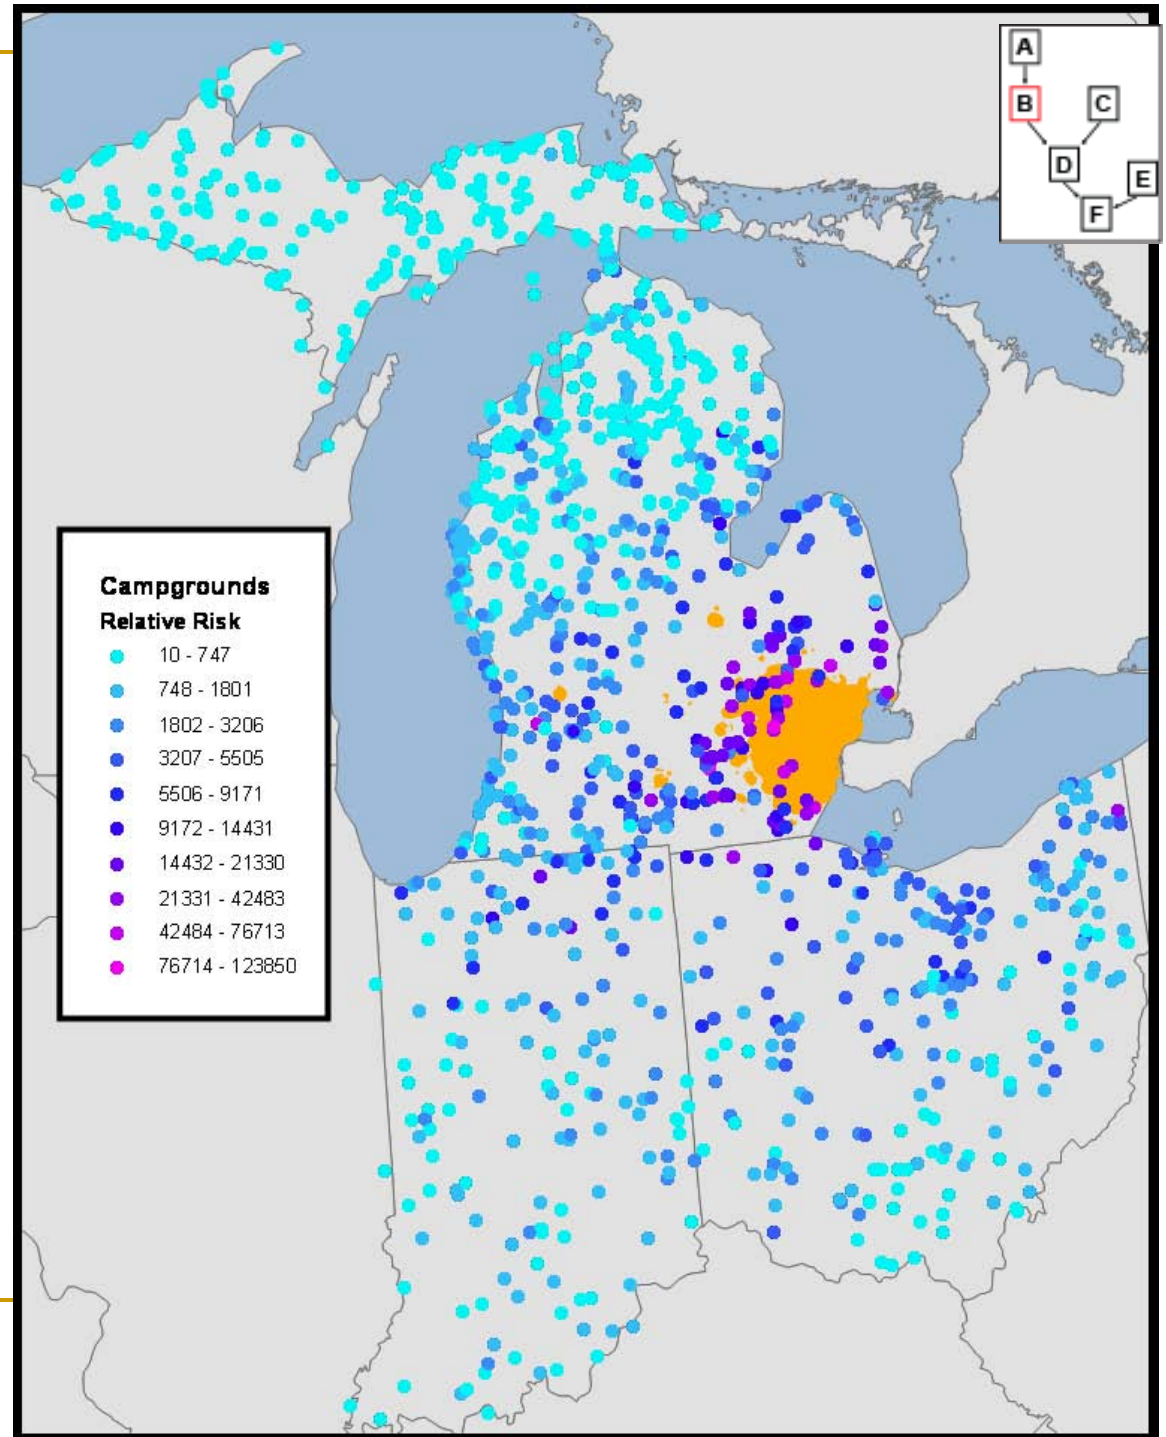 A
B
C
D
E
F
Campgrounds
Relative Risk
10 - 747
748 - 1801
1802 - 3206
3207 - 5505
5506 - 9171
9172 - 14431
14432 - 21330
21331 - 42483
42484 - 76713
76714 - 123850